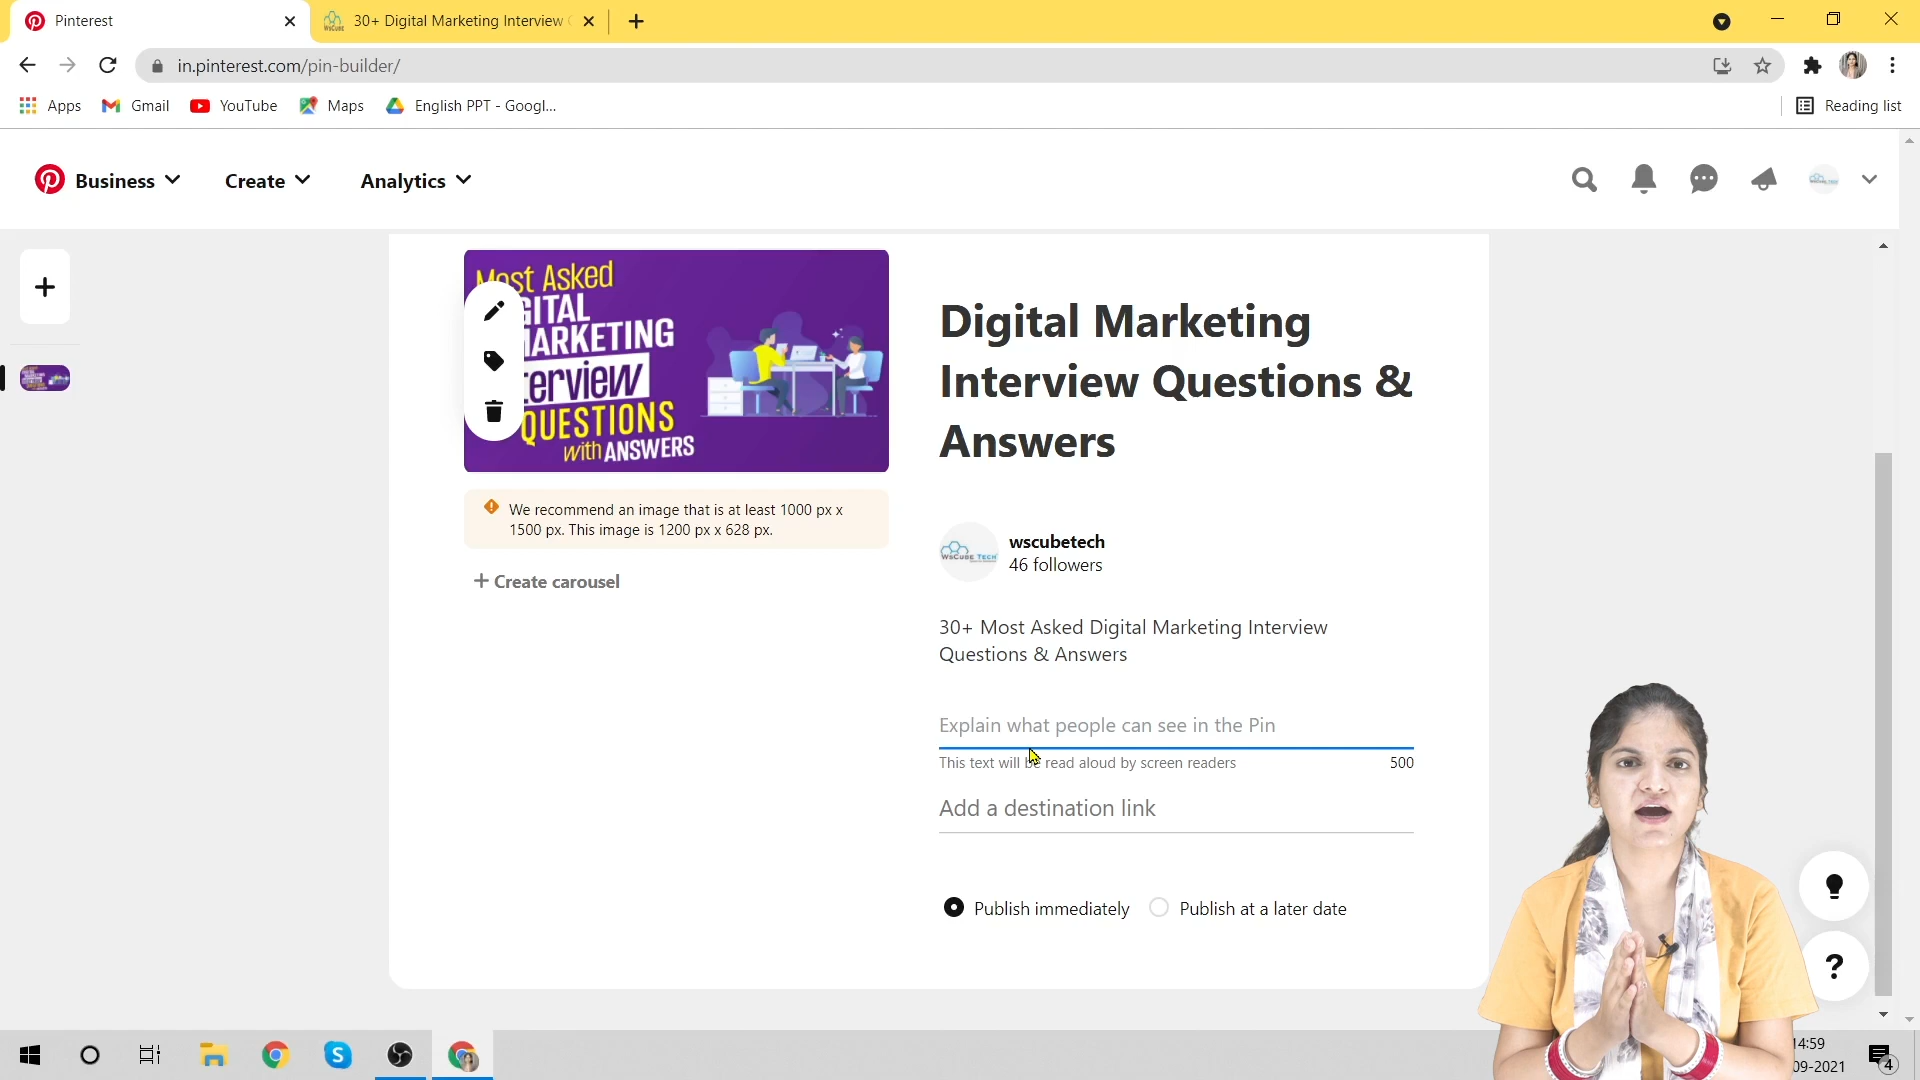 Pinterest
30+ Digital Marketing Interview
in.pinterest.com/pin-builder/
Apps
Gmail
YouTube
Maps
English PPT - Googl...
Reading list
Business
Create
Analytics
Most Asked
GITAL
MARKETING
erview
QUESTIONS
with ANSWERS
We recommend an image that is at least 1000 px x
1500 px. This image is 1200 px x 628 px.
Create carousel
Digital Marketing
Interview Questions &
Answers
WSCUBE TECH
wscubetech
46 followers
30+ Most Asked Digital Marketing Interview
Questions & Answers
Explain what people can see in the Pin
This text will be read aloud by screen readers
500
Add a destination link
Publish immediately
Publish at a later date
?
14:59
09-2021
4